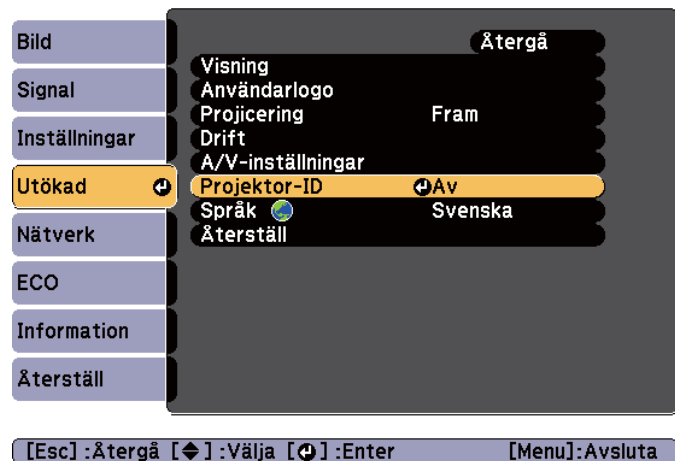 Bild
Signal
Inställningar
Utökad
Nätverk
ECO
Information
Återställ
Återgå
Visning
Användarlogo
Projicering Fram
Drift
A/V-inställningar
Projektor-ID Av
Språk Svenska
Återställ
[Esc] :Återgå [ ] :Välja [ ] :Enter [Menu]:Avsluta